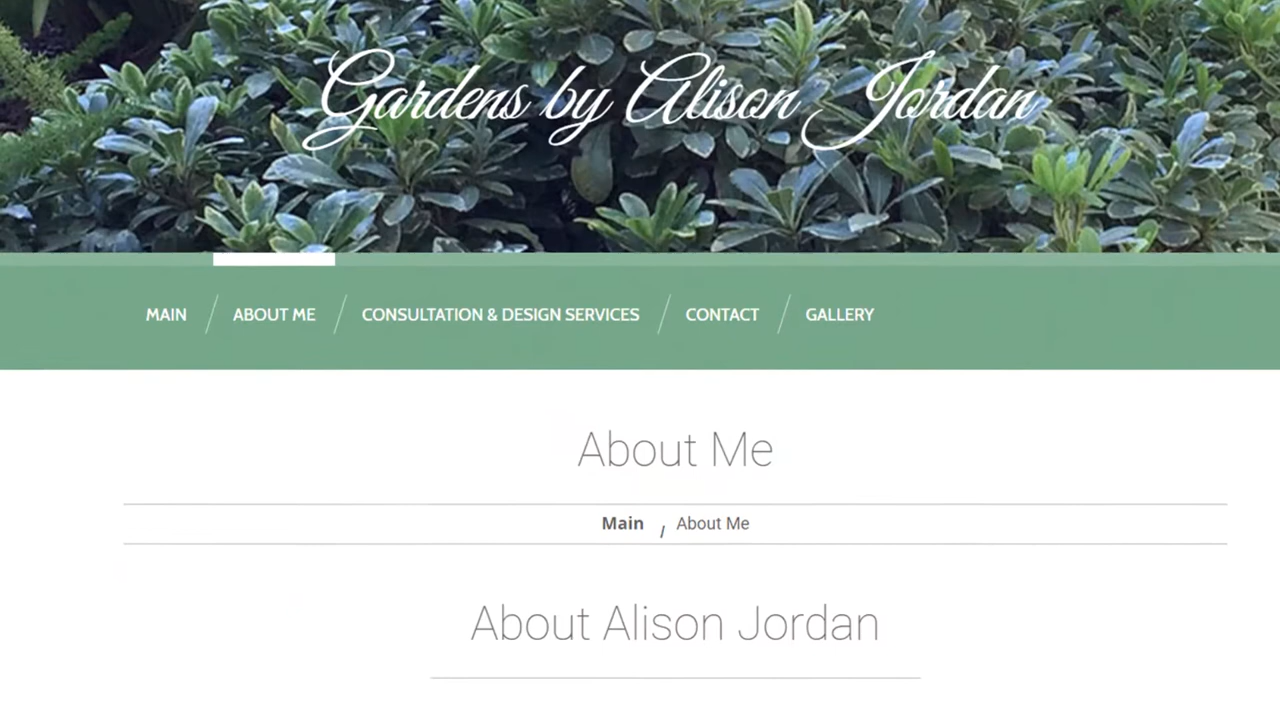 Gardens by Alison Jordan
MAIN / ABOUT ME / CONSULTATION & DESIGN SERVICES / CONTACT / GALLERY
About Me
Main / About Me
About Alison Jordan